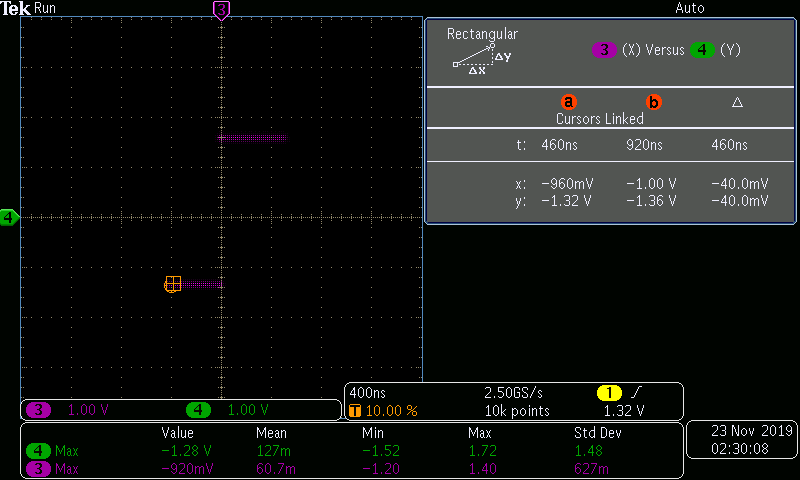 Tek Run Auto
3
Rectangular
Δy
Δx
3 (X) Versus 4 (Y)
a b Δ
Cursors Linked
t: 460ns 920ns 460ns
x: −960mV −1.00 V −40.0mV
y: −1.32 V −1.36 V −40.0mV
4
3 1.00 V 4 1.00 V
400ns 2.50GS/s 1
T 10.00 % 10k points 1.32 V
Value Mean Min Max Std Dev
4 Max −1.28 V 127m −1.52 1.72 1.48
3 Max −920mV 60.7m −1.20 1.40 627m
23 Nov 2019
02:30:08